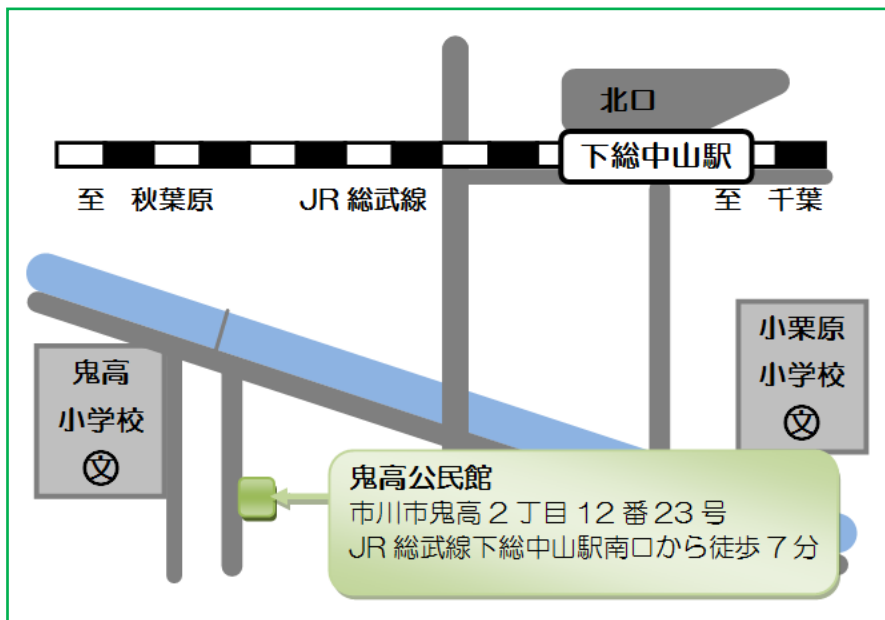 北口
下総中山駅
至 秋葉原
JR 総武線
至 千葉
小栗原
小学校
文
鬼高
小学校
文
鬼高公民館
市川市鬼高2丁目12番23号
JR 総武線下総中山駅南口から徒歩7分